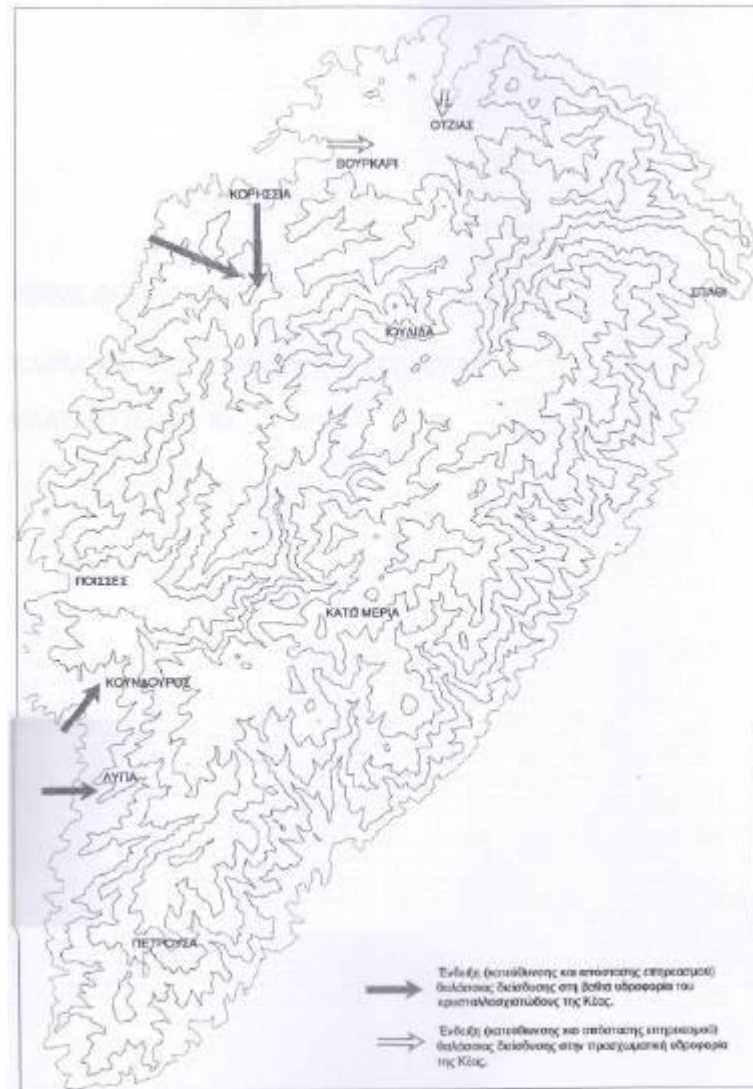 ΟΤΖΙΑΣ
ΒΟΥΡΚΑΡΙ
ΚΟΡΗΣΣΙΑ
ΣΠΑΘΙ
ΙΟΥΛΙΔΑ
ΠΟΙΣΣΕΣ
ΚΑΤΩ ΜΕΡΙΑ
ΚΟΥΝΔΟΥΡΟΣ
ΛΥΠΑ
ΠΕΤΡΟΥΣΑ
Ένδειξη (κατεύθυνσης και απόστασης επηρεασμού)
θαλάσσιας διείσδυσης στη βαθιά υδροφορία του
κρυσταλλοσχιστώδους της Κέας.
Ένδειξη (κατεύθυνσης και απόστασης επηρεασμού)
θαλάσσιας διείσδυσης στην προσχωματική υδροφορία
της Κέας.